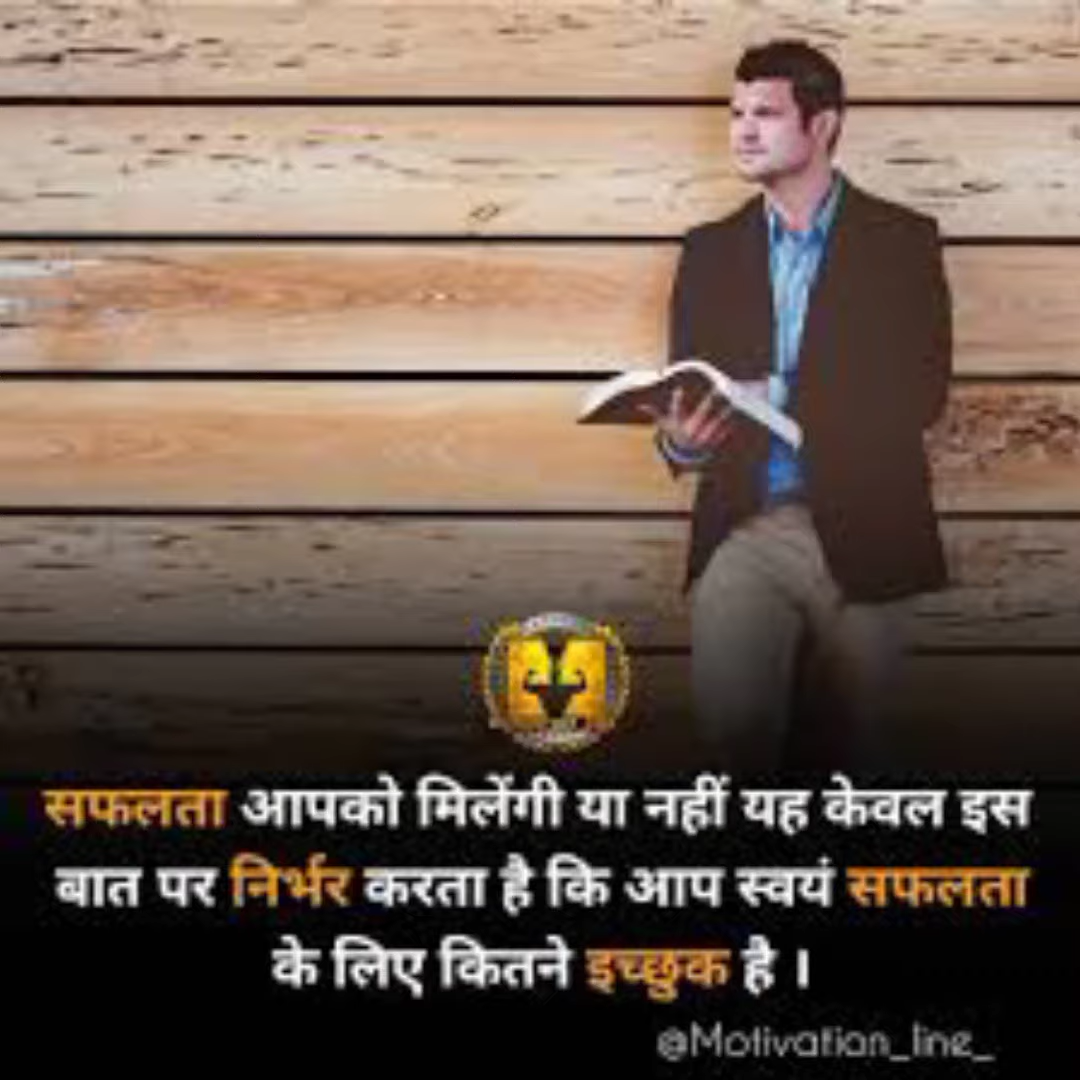 सफलता आपको मिलेंगी या नहीं यह केवल इस
बात पर निर्भर करता है कि आप स्वयं सफलता
के लिए कितने इच्छुक है ।
@Motivation_line_